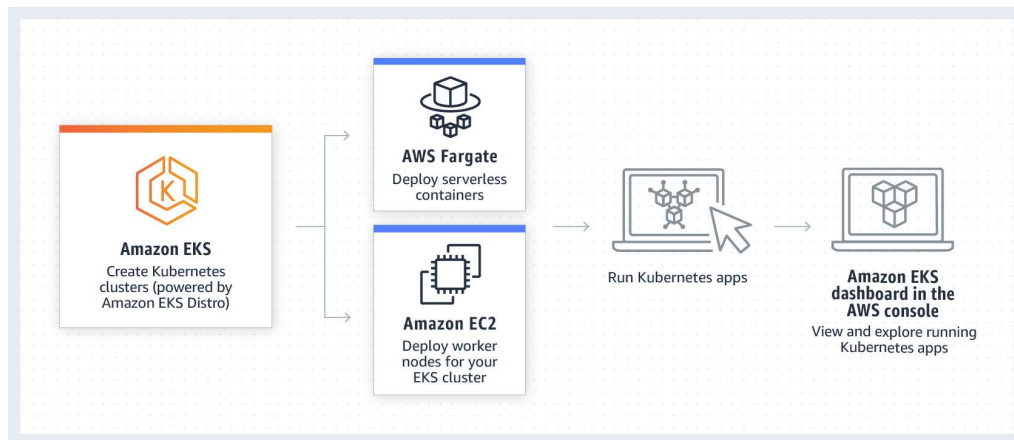 K
Amazon EKS
Create Kubernetes
clusters (powered by
Amazon EKS Distro)
AWS Fargate
Deploy serverless
containers
Amazon EC2
Deploy worker
nodes for your
EKS cluster
Run Kubernetes apps
Amazon EKS
dashboard in the
AWS console
View and explore running
Kubernetes apps